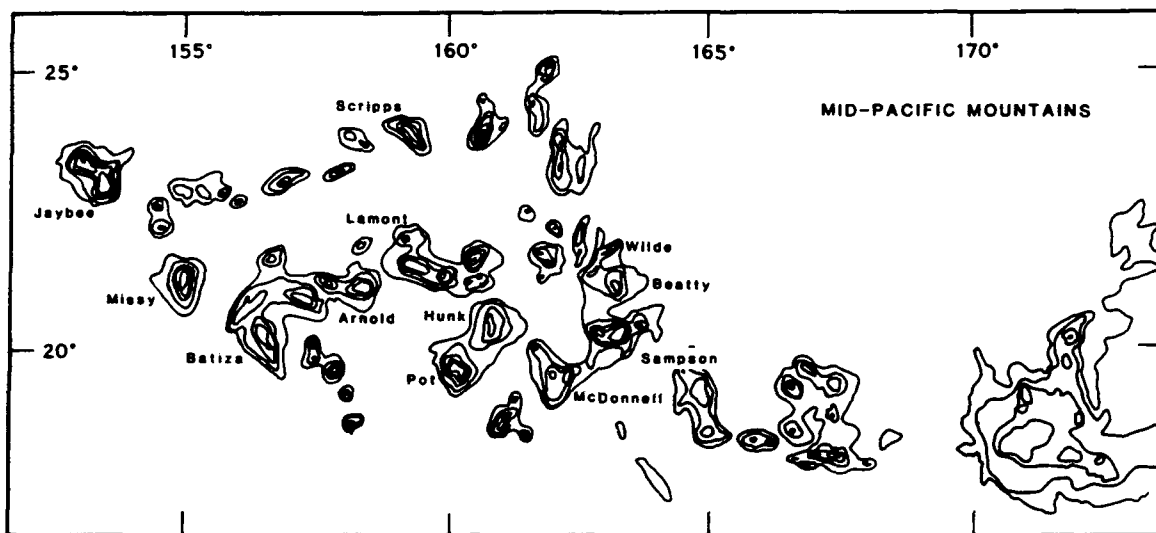 155° 160° 165° 170°
25°
Scripps
MID-PACIFIC MOUNTAINS
Jaybee
Lamont
Wilde
Missy
Beatty
Arnold Hunk
20°
Batiza
Sampson
Pot
McDonnell